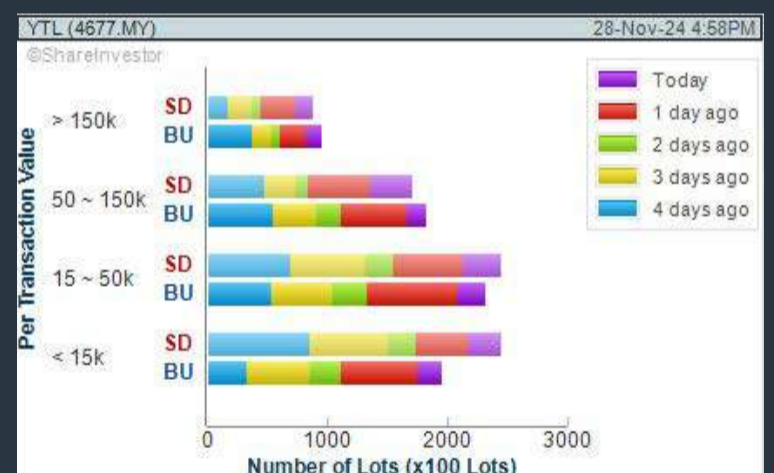 YTL (4677.MY) 28-Nov-24 4:58PM
©ShareInvestor
Today
1 day ago
2 days ago
3 days ago
4 days ago
Per Transaction Value
> 150k
SD
BU
50 ~ 150k
SD
BU
15 ~ 50k
SD
BU
< 15k
SD
BU
0 1000 2000 3000
Number of Lots (x100 Lots)